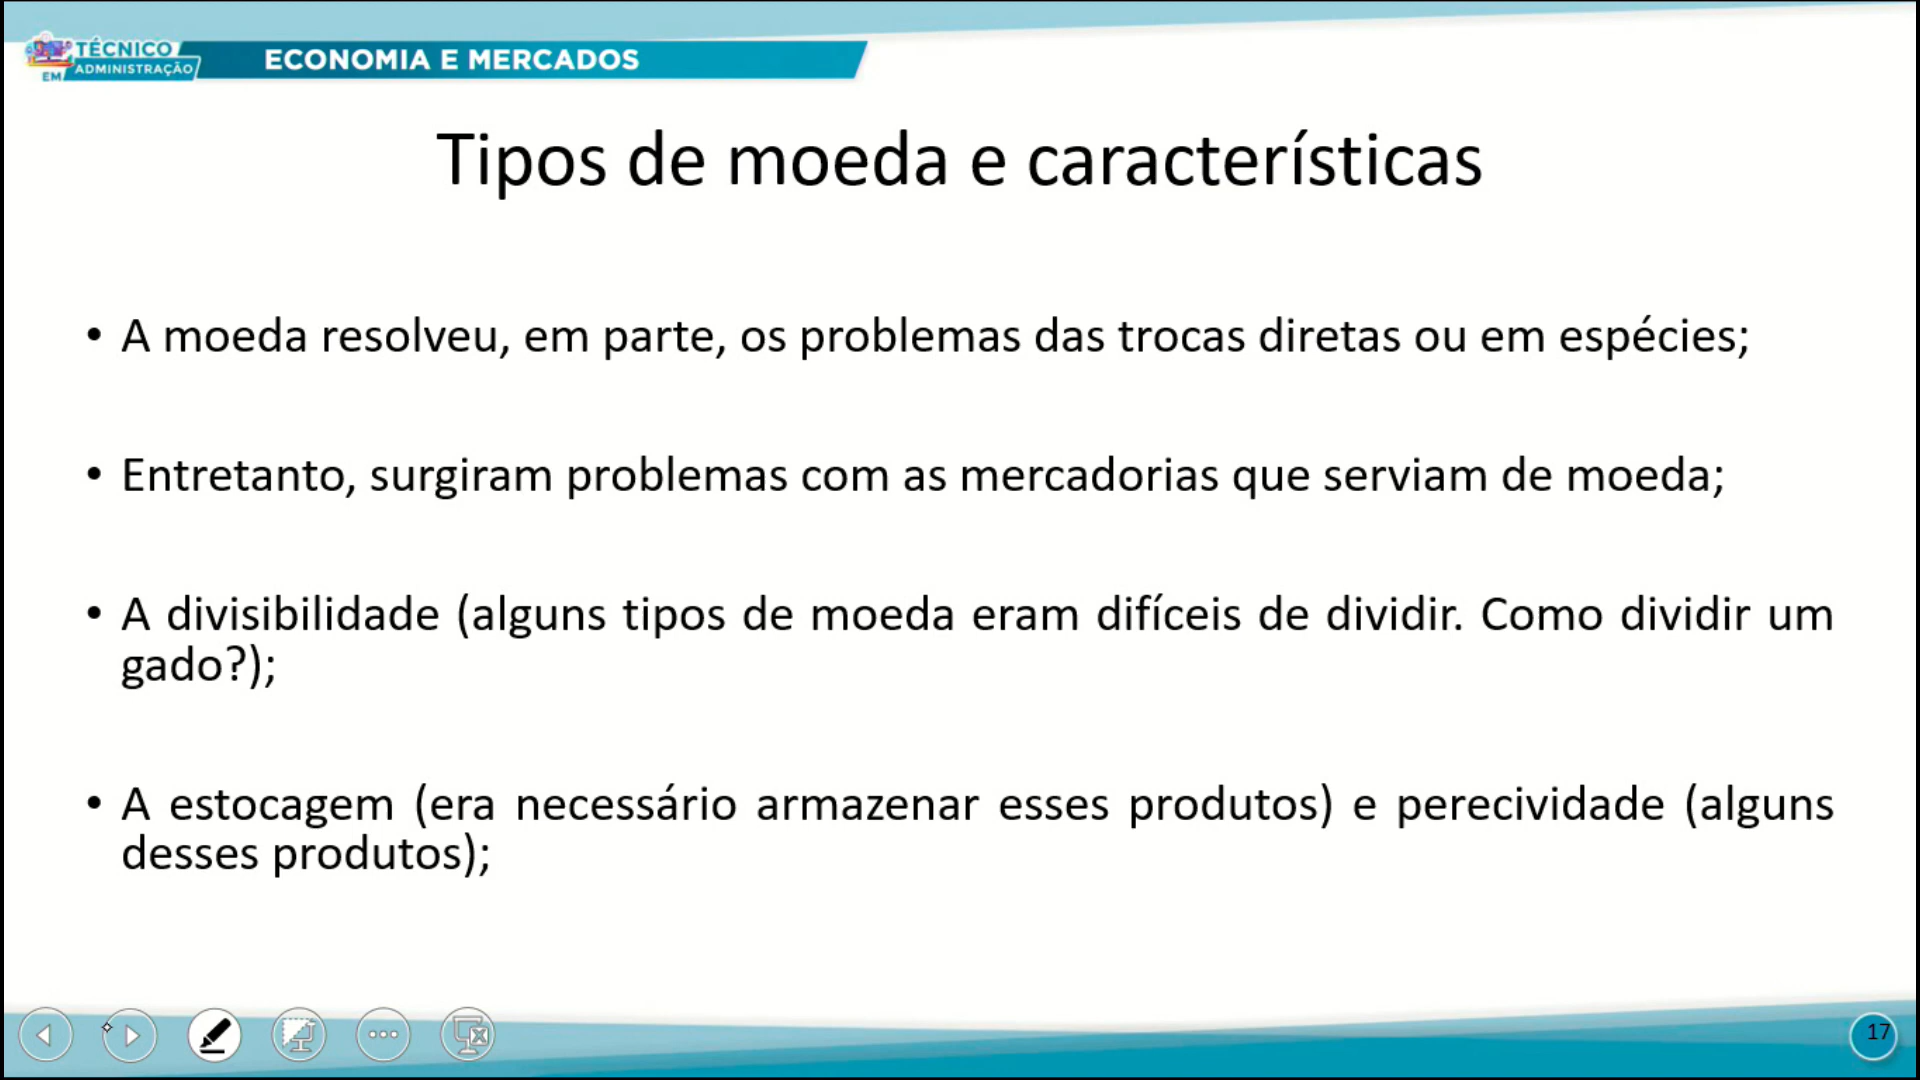 TÉCNICO
EM ADMINISTRAÇÃO
ECONOMIA E MERCADOS
Tipos de moeda e características
• A moeda resolveu, em parte, os problemas das trocas diretas ou em espécies;
• Entretanto, surgiram problemas com as mercadorias que serviam de moeda;
• A divisibilidade (alguns tipos de moeda eram difíceis de dividir. Como dividir um
gado?);
• A estocagem (era necessário armazenar esses produtos) e perecividade (alguns
desses produtos);
17